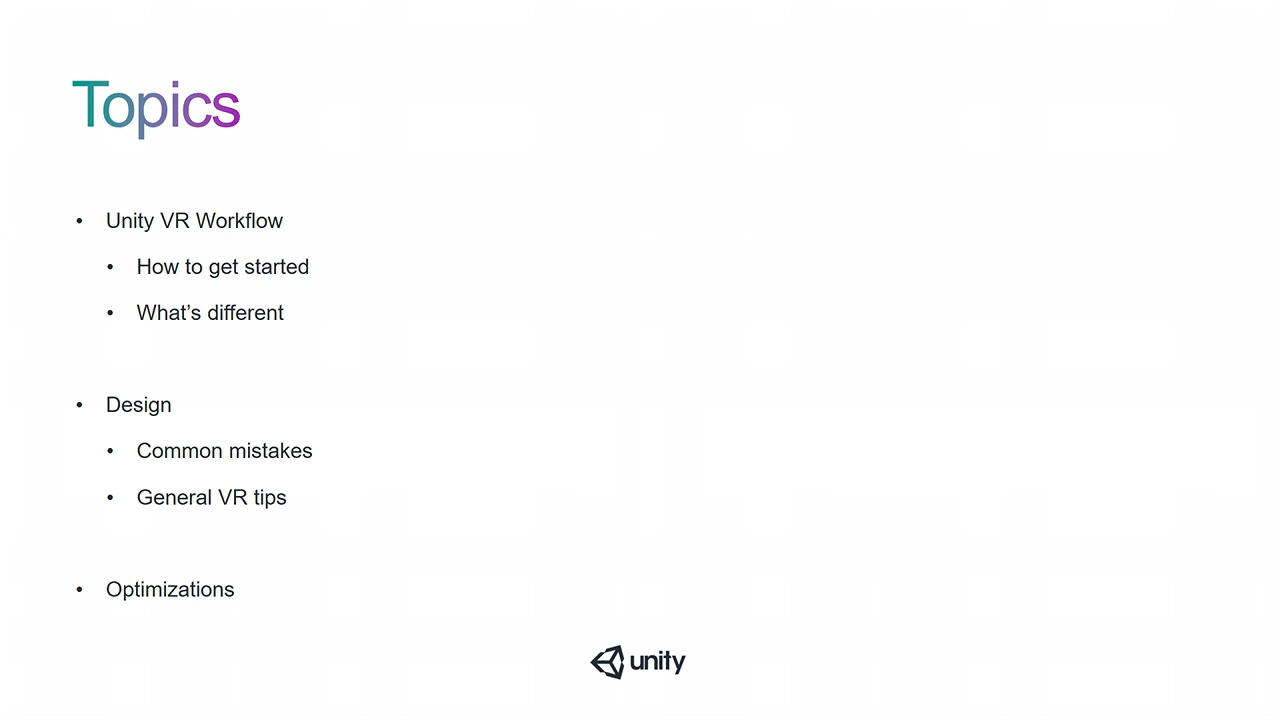 Topics
• Unity VR Workflow
• How to get started
• What’s different
• Design
• Common mistakes
• General VR tips
• Optimizations
unity